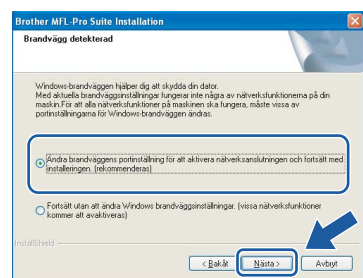 Brother MFL-Pro Suite Installation
Brandvägg detekterad
Windows-brandväggen hjälper dig att skydda din dator.
Med aktuella brandväggsinställningar fungerar inte några av nätverksfunktionerna på din
maskin.För att alla nätverksfunktioner på maskinen ska fungera, måste vissa av
portinställningarna för Windows-brandväggen ändras.
Ändra brandväggens portinställning för att aktivera nätverksanslutningen och fortsätt med
installeringen. (rekommenderas)
Fortsätt utan att ändra Windows brandväggsinställningar. (vissa nätverksfunktioner
kommer att avaktiveras)
InstallShield
< Bakåt
Nästa >
Avbryt